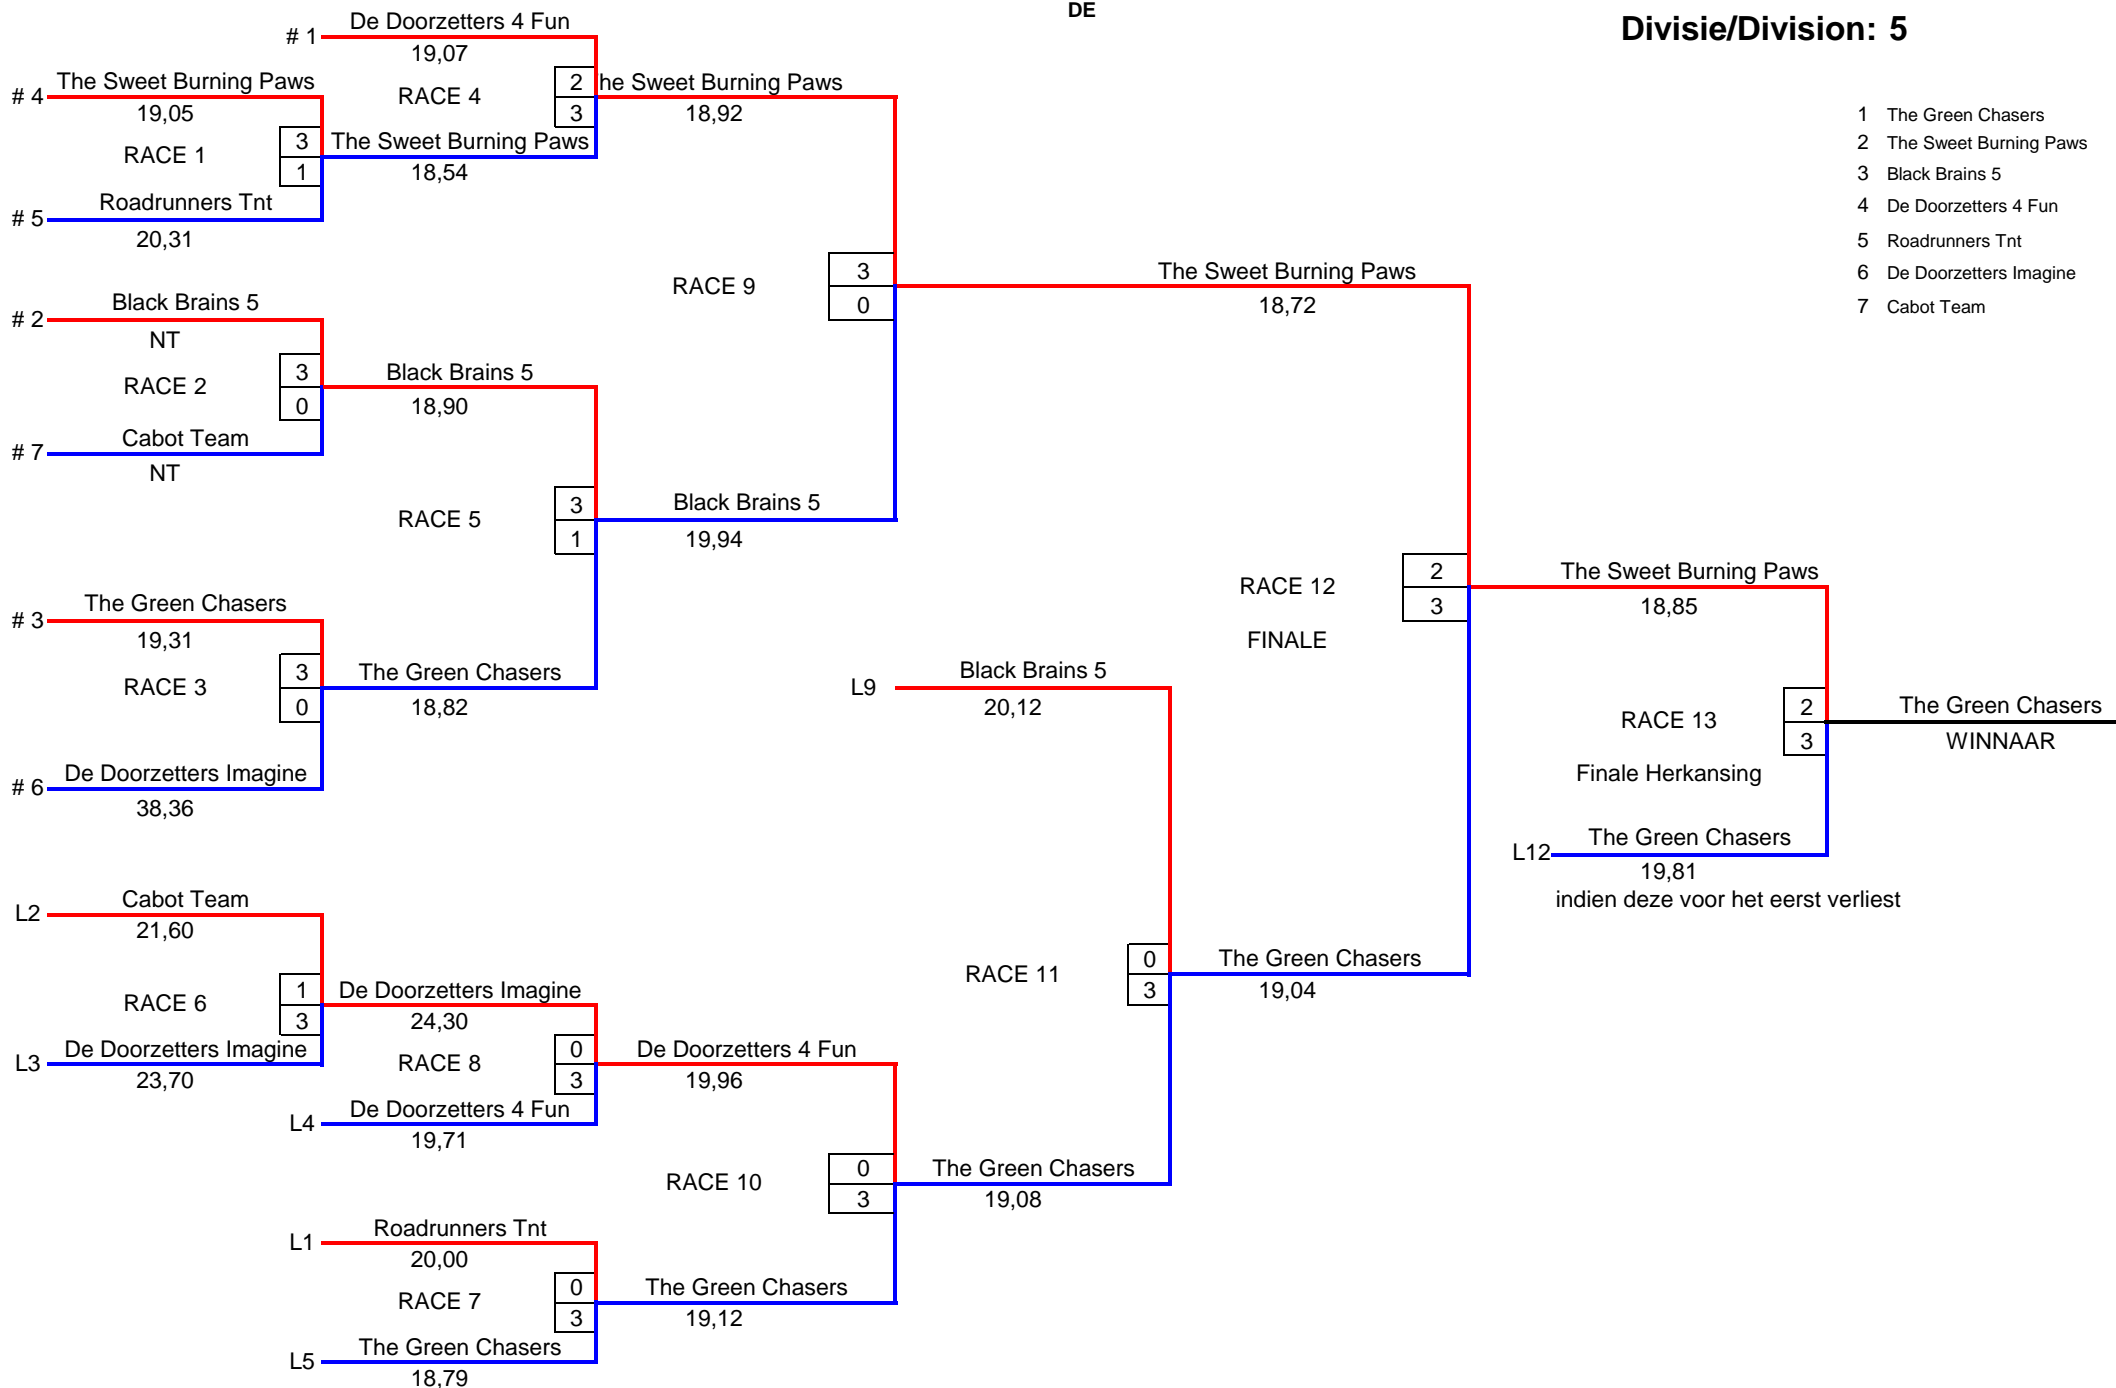 DE
Divisie/Division: 5
# 1
De Doorzetters 4 Fun
19,07
# 4
The Sweet Burning Paws
19,05
RACE 4
2
3
he Sweet Burning Paws
18,92
RACE 1
3
1
The Sweet Burning Paws
18,54
# 5
Roadrunners Tnt
20,31
1 The Green Chasers
2 The Sweet Burning Paws
3 Black Brains 5
4 De Doorzetters 4 Fun
5 Roadrunners Tnt
6 De Doorzetters Imagine
7 Cabot Team
RACE 9
3
0
The Sweet Burning Paws
18,72
# 2
Black Brains 5
NT
RACE 2
3
0
Black Brains 5
18,90
# 7
Cabot Team
NT
RACE 5
3
1
Black Brains 5
19,94
# 3
The Green Chasers
19,31
RACE 3
3
0
The Green Chasers
18,82
# 6
De Doorzetters Imagine
38,36
RACE 12
2
3
FINALE
The Sweet Burning Paws
18,85
L9
Black Brains 5
20,12
RACE 13
2
3
Finale Herkansing
The Green Chasers
WINNAAR
L12
The Green Chasers
19,81
indien deze voor het eerst verliest
L2
Cabot Team
21,60
RACE 6
1
3
De Doorzetters Imagine
24,30
L3
De Doorzetters Imagine
23,70
RACE 8
0
3
De Doorzetters 4 Fun
19,96
L4
De Doorzetters 4 Fun
19,71
RACE 11
0
3
The Green Chasers
19,04
RACE 10
0
3
The Green Chasers
19,08
L1
Roadrunners Tnt
20,00
RACE 7
0
3
The Green Chasers
19,12
L5
The Green Chasers
18,79